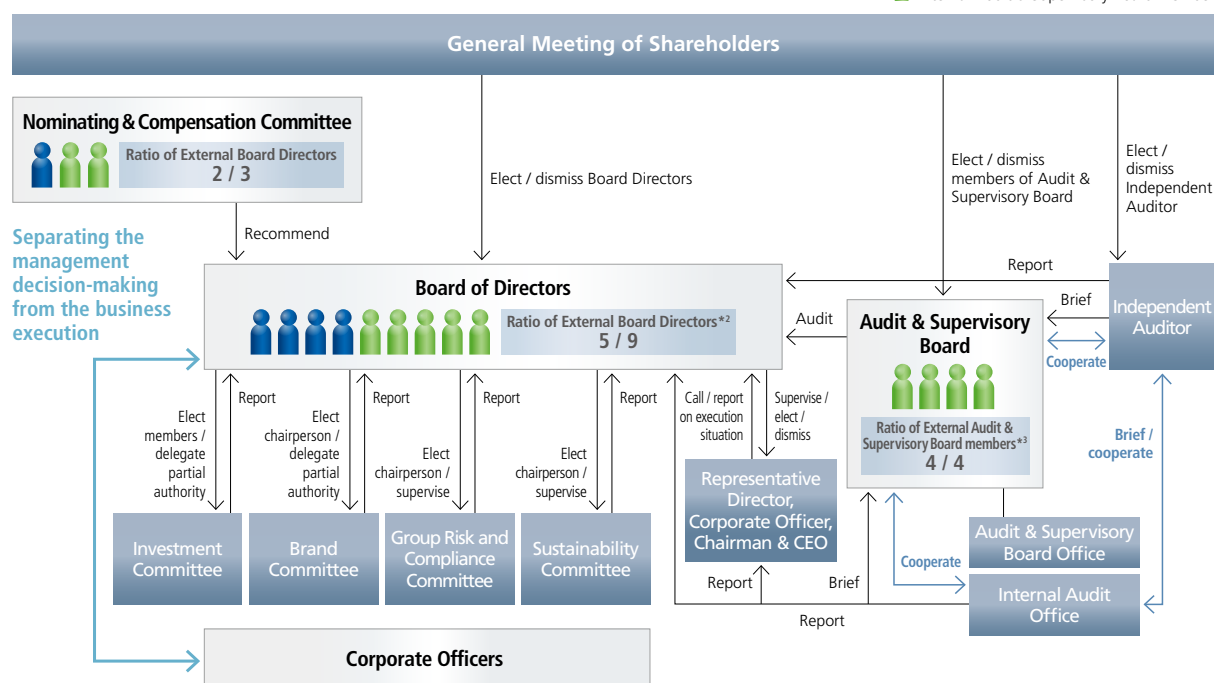 General Meeting of Shareholders
Nominating & Compensation Committee
Ratio of External Board Directors
2 / 3
Elect / dismiss Board Directors
Elect / dismiss
members of Audit &
Supervisory Board
Elect /
dismiss
Independent
Auditor
Recommend
Separating the
management
decision-making
from the business
execution
Board of Directors
Ratio of External Board Directors*2
5 / 9
Report
Audit
Brief
Cooperate
Independent
Auditor
Audit & Supervisory
Board
Ratio of External Audit &
Supervisory Board members*3
4 / 4
Elect
members /
delegate
partial
authority
Report
Elect
chairperson /
delegate
partial
authority
Report
Elect
chairperson /
supervise
Report
Elect
chairperson /
supervise
Report
Call / report
on execution
situation
Supervise /
elect /
dismiss
Brief /
cooperate
Representative
Director,
Corporate Officer,
Chairman & CEO
Investment
Committee
Brand
Committee
Group Risk and
Compliance
Committee
Sustainability
Committee
Audit & Supervisory
Board Office
Cooperate
Report
Brief
Report
Internal Audit
Office
Corporate Officers